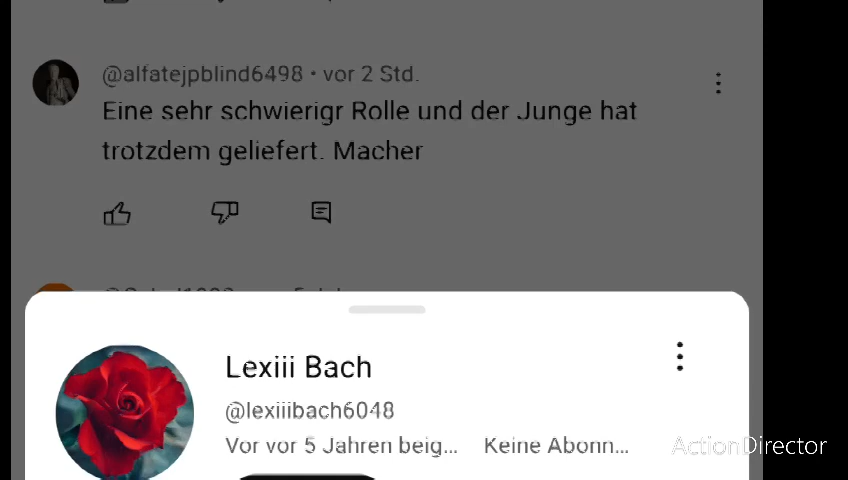 @alfatejpblind6498 • vor 2 Std.
Eine sehr schwierigr Rolle und der Junge hat
trotzdem geliefert. Macher
Lexiii Bach
@lexiiibach6048
Vor vor 5 Jahren beig... Keine Abonn...
ActionDirector